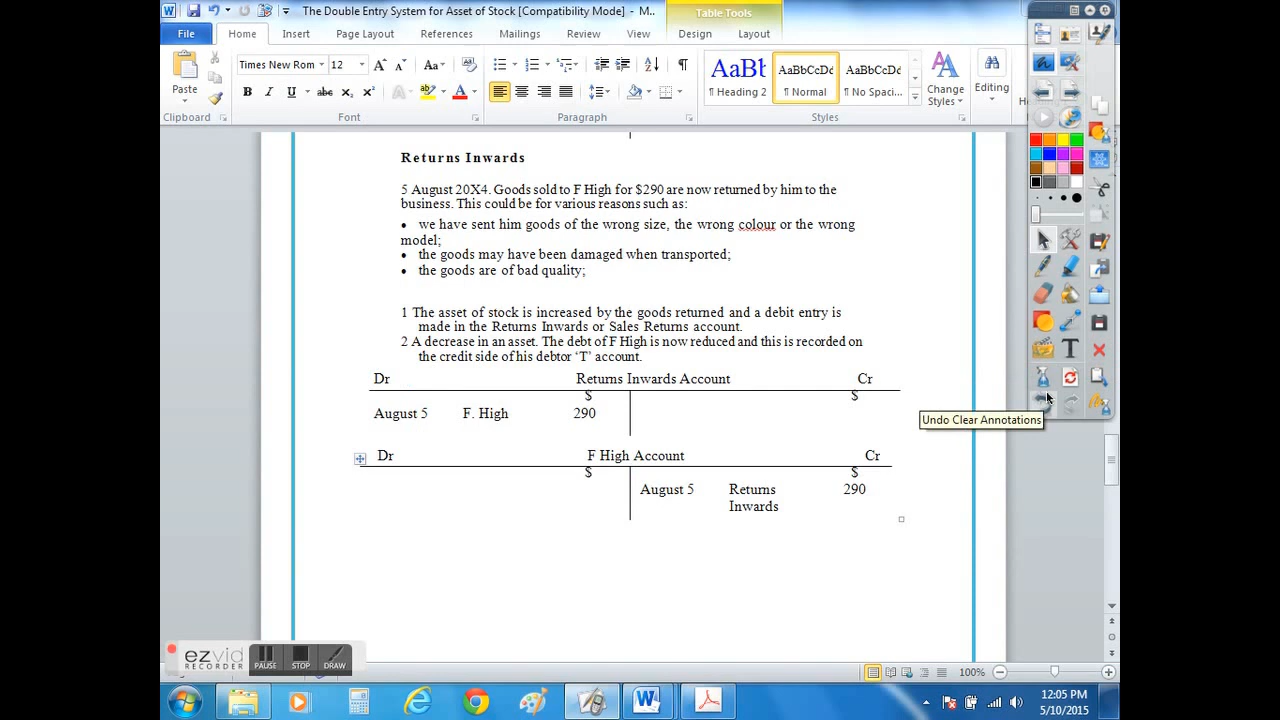 The Double Entry System for Asset of Stock [Compatibility Mode] - M...
Table Tools
File Home Insert Page Layout References Mailings Review View Design Layout
Times New Rom 12 Aa
AaBb AaBbCcDd AaBbCcDd
¶ Heading 2 ¶ Normal ¶ No Spaci...
Paste
Change
Styles
Editing
Clipboard Font Paragraph Styles
Returns Inwards
5 August 20X4. Goods sold to F High for $290 are now returned by him to the
business. This could be for various reasons such as:
• we have sent him goods of the wrong size, the wrong colour or the wrong
model;
• the goods may have been damaged when transported;
• the goods are of bad quality;
1 The asset of stock is increased by the goods returned and a debit entry is
made in the Returns Inwards or Sales Returns account.
2 A decrease in an asset. The debt of F High is now reduced and this is recorded on
the credit side of his debtor ‘T’ account.
Dr Returns Inwards Account Cr
$ $
August 5 F. High 290
Undo Clear Annotations
Dr F High Account Cr
$ $
August 5 Returns 290
Inwards
ezvid
RECORDER
PAUSE STOP DRAW
100%
12:05 PM
5/10/2015